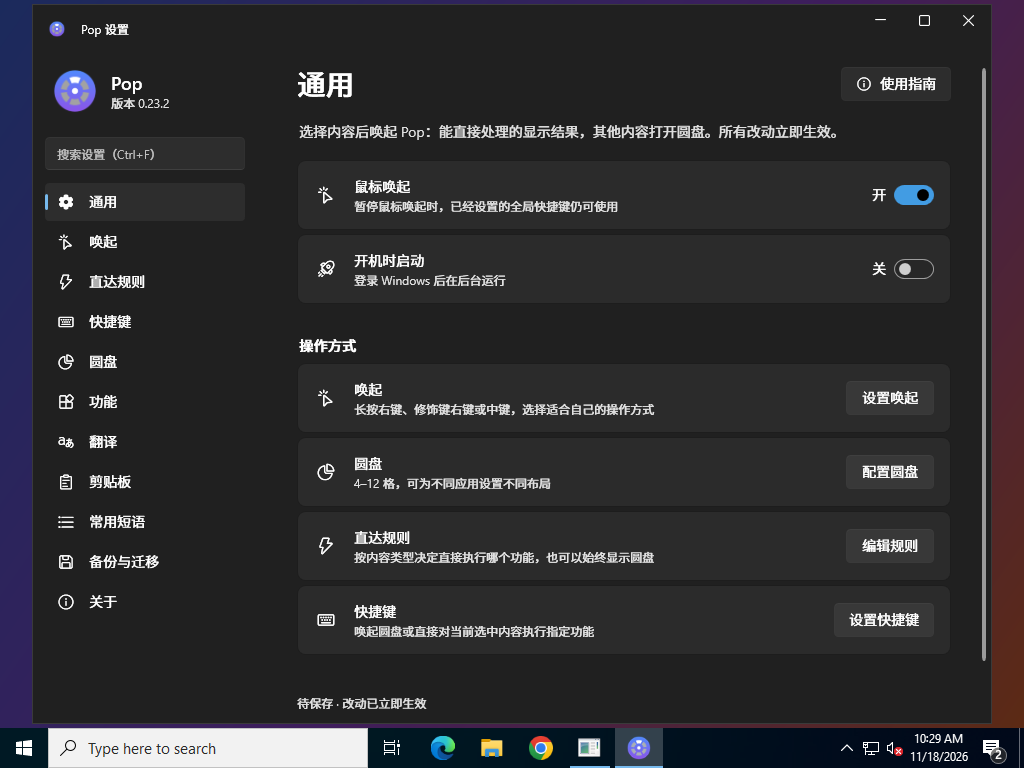 Pop 设置
Pop
版本 0.23.2
搜索设置（Ctrl+F）
通用
唤起
直达规则
快捷键
圆盘
功能
翻译
剪贴板
常用短语
备份与迁移
关于
通用
使用指南
选择内容后唤起 Pop：能直接处理的显示结果，其他内容打开圆盘。所有改动立即生效。
鼠标唤起
暂停鼠标唤起时，已经设置的全局快捷键仍可使用
开
开机时启动
登录 Windows 后在后台运行
关
操作方式
唤起
长按右键、修饰键右键或中键，选择适合自己的操作方式
设置唤起
圆盘
4–12 格，可为不同应用设置不同布局
配置圆盘
直达规则
按内容类型决定直接执行哪个功能，也可以始终显示圆盘
编辑规则
快捷键
唤起圆盘或直接对当前选中内容执行指定功能
设置快捷键
待保存 · 改动已立即生效
Type here to search
10:29 AM
11/18/2026
2